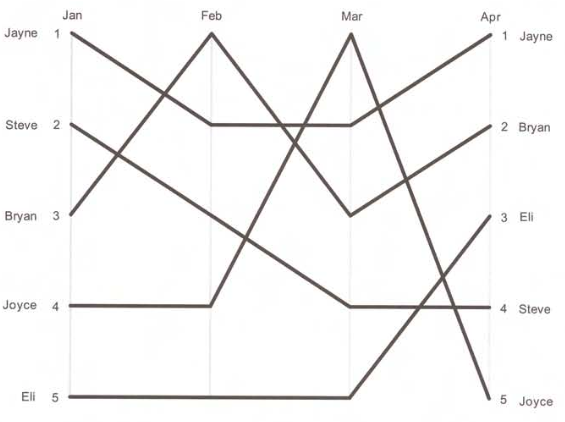 Jan Feb Mar Apr
Jayne 1 1 Jayne
Steve 2 2 Bryan
Bryan 3 3 Eli
Joyce 4 4 Steve
Eli 5 5 Joyce